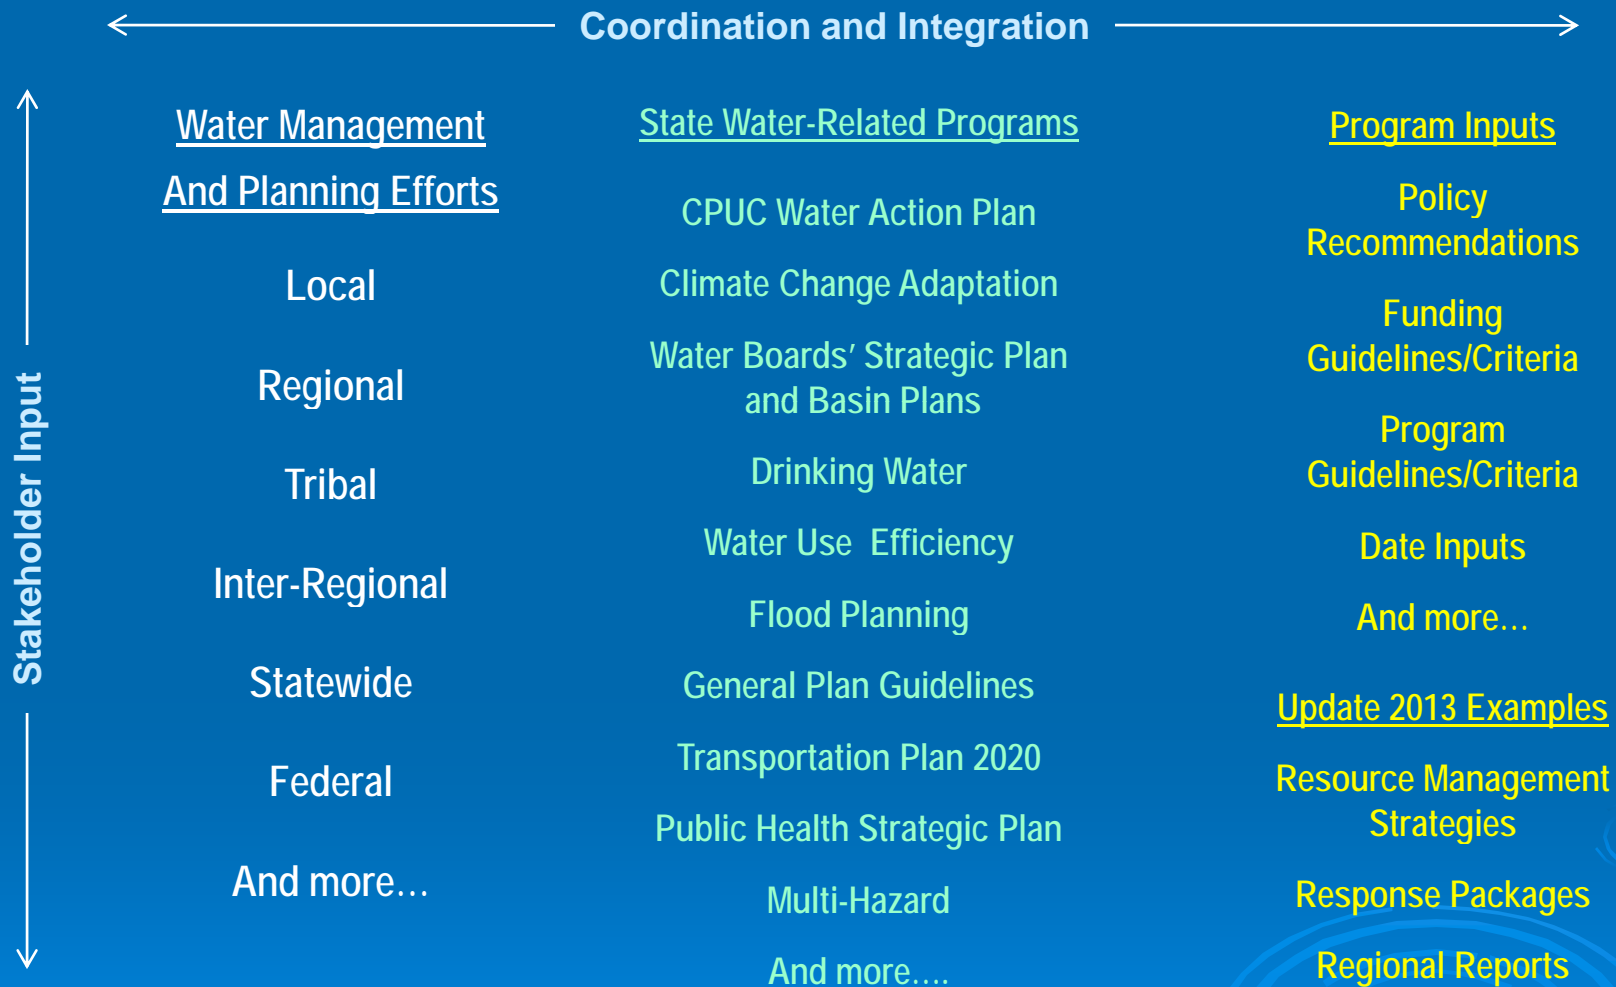 Coordination and Integration
Stakeholder Input
Water Management
And Planning Efforts
Local
Regional
Tribal
Inter-Regional
Statewide
Federal
And more…
State Water-Related Programs
CPUC Water Action Plan
Climate Change Adaptation
Water Boards’ Strategic Plan
and Basin Plans
Drinking Water
Water Use  Efficiency
Flood Planning
General Plan Guidelines
Transportation Plan 2020
Public Health Strategic Plan
Multi-Hazard
And more….
Program Inputs
Policy
Recommendations
Funding
Guidelines/Criteria
Program
Guidelines/Criteria
Date Inputs
And more…
Update 2013 Examples
Resource Management
Strategies
Response Packages
Regional Reports